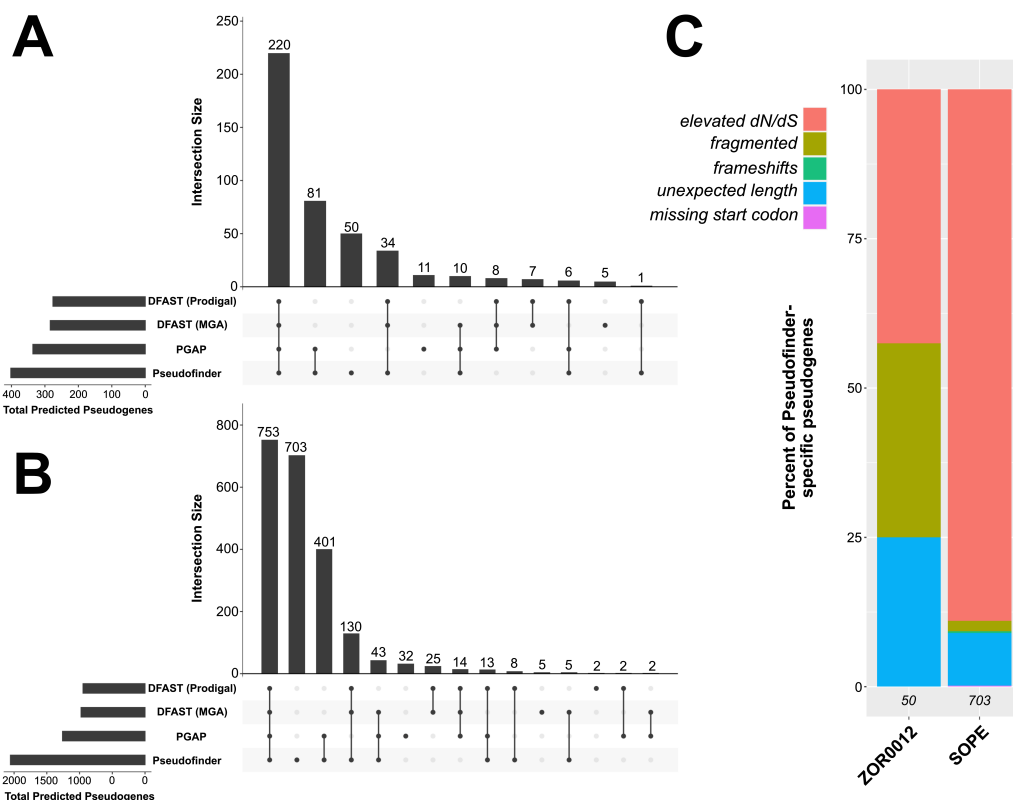 A
Intersection Size
250
200
150
100
50
0
220
81
50
34
11
10
8
7
6
5
1
DFAST (Prodigal)
DFAST (MGA)
PGAP
Pseudofinder
400 300 200 100 0
Total Predicted Pseudogenes
B
Intersection Size
800
600
400
200
0
753
703
401
130
43
32
25
14
13
8
5
5
2
2
2
DFAST (Prodigal)
DFAST (MGA)
PGAP
Pseudofinder
2000 1500 1000 500 0 0
Total Predicted Pseudogenes
C
elevated dN/dS
fragmented
frameshifts
unexpected length
missing start codon
Percent of Pseudofinder-
specific pseudogenes
100
75
50
25
0
50 703
ZOR0012
SOPE